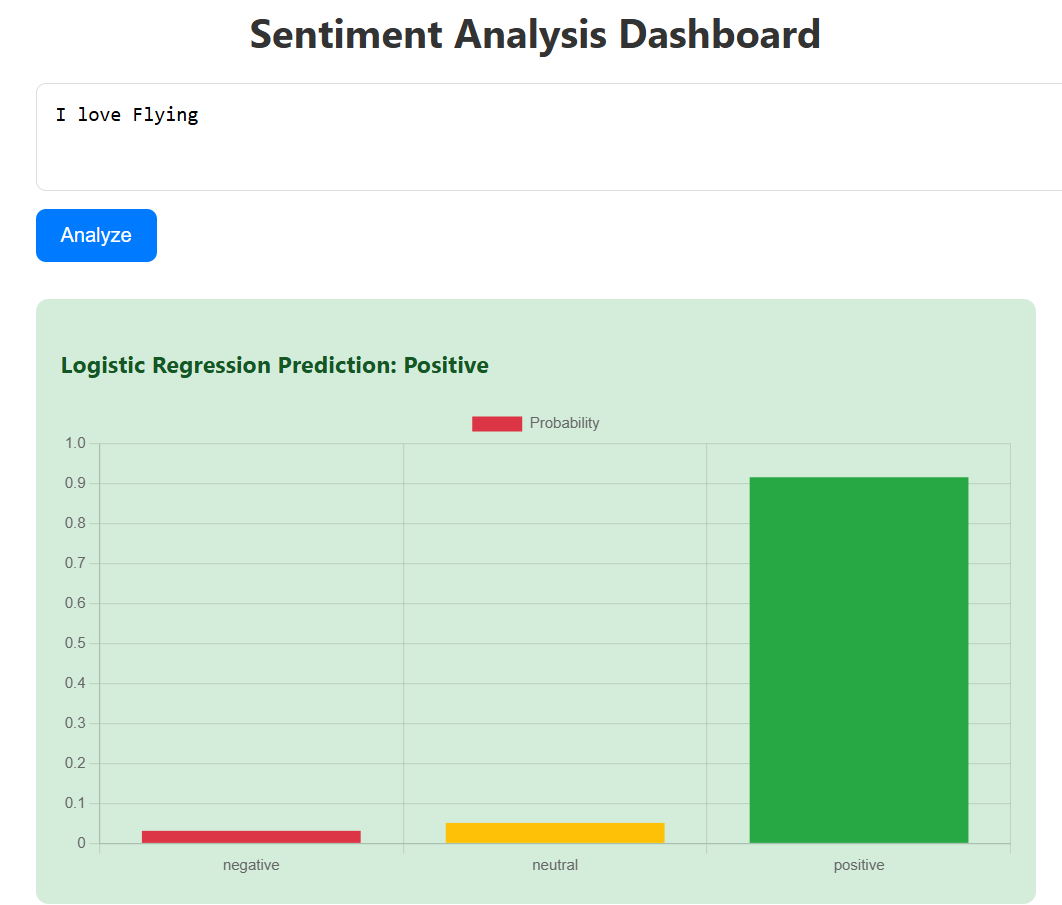 Sentiment Analysis Dashboard
I love Flying
Analyze
Logistic Regression Prediction: Positive
Probability
1.0
0.9
0.8
0.7
0.6
0.5
0.4
0.3
0.2
0.1
0
negative neutral positive